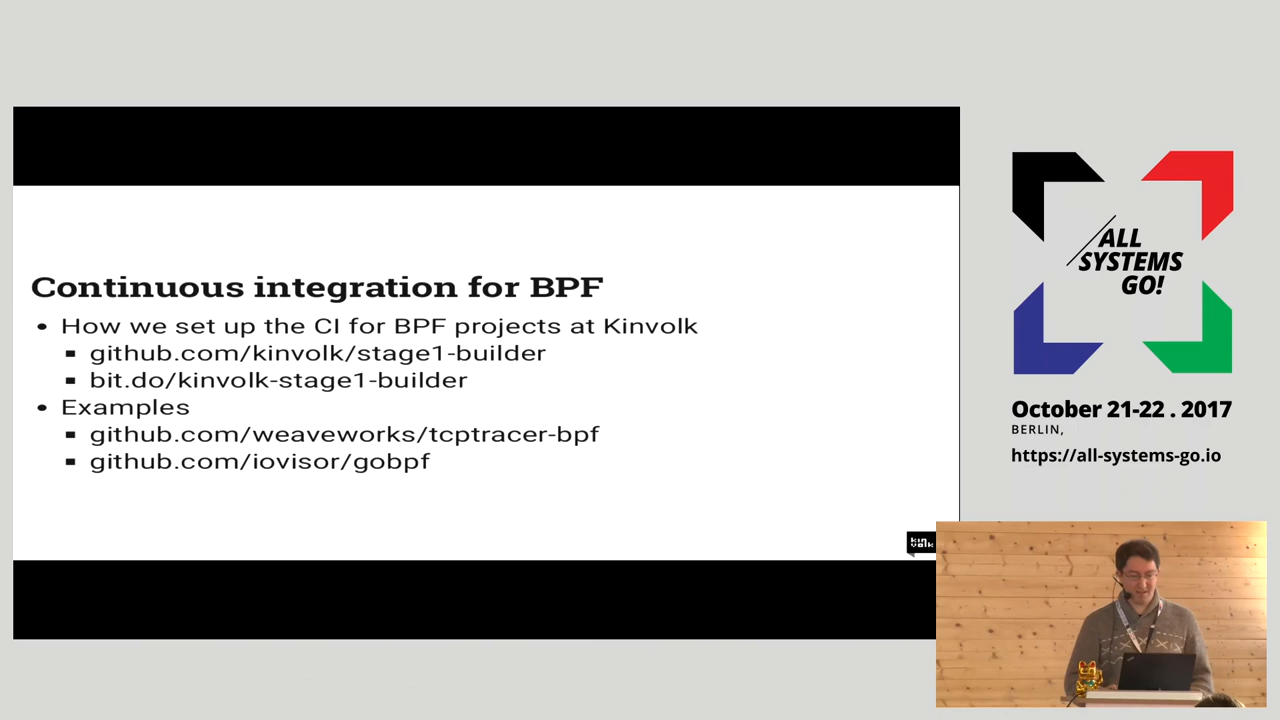 Continuous integration for BPF
• How we set up the CI for BPF projects at Kinvolk
▪ github.com/kinvolk/stage1-builder
▪ bit.do/kinvolk-stage1-builder
• Examples
▪ github.com/weaveworks/tcptracer-bpf
▪ github.com/iovisor/gobpf
kin
volk
/ALL
SYSTEMS
GO!
October 21-22 . 2017
BERLIN,
https://all-systems-go.io